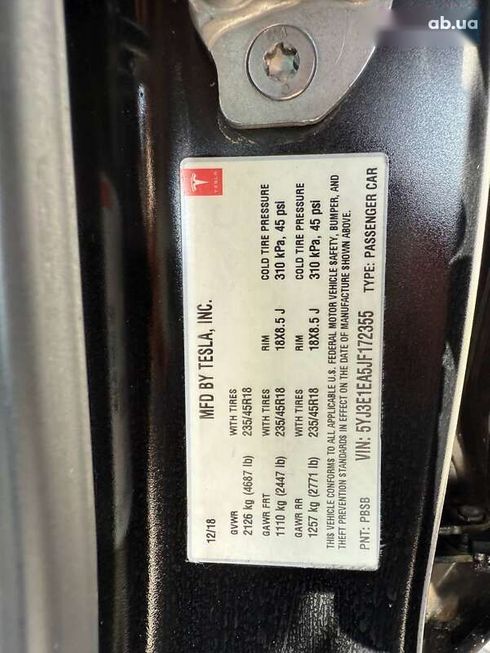 ab.ua
TESLA
12/18 MFD BY TESLA, INC.
GVWR WITH TIRES RIM COLD TIRE PRESSURE
2126 kg (4687 lb) 235/45R18 18X8.5 J 310 kPa, 45 psi
GAWR FRT
1110 kg (2447 lb) 235/45R18 18X8.5 J 310 kPa, 45 psi
GAWR RR WITH TIRES RIM COLD TIRE PRESSURE
1257 kg (2771 lb)
THIS VEHICLE CONFORMS TO ALL APPLICABLE U.S. FEDERAL MOTOR VEHICLE SAFETY, BUMPER, AND
THEFT PREVENTION STANDARDS IN EFFECT ON THE DATE OF MANUFACTURE SHOWN ABOVE.
PNT: PBSB VIN: 5YJ3E1EA5JF172355 TYPE: PASSENGER CAR